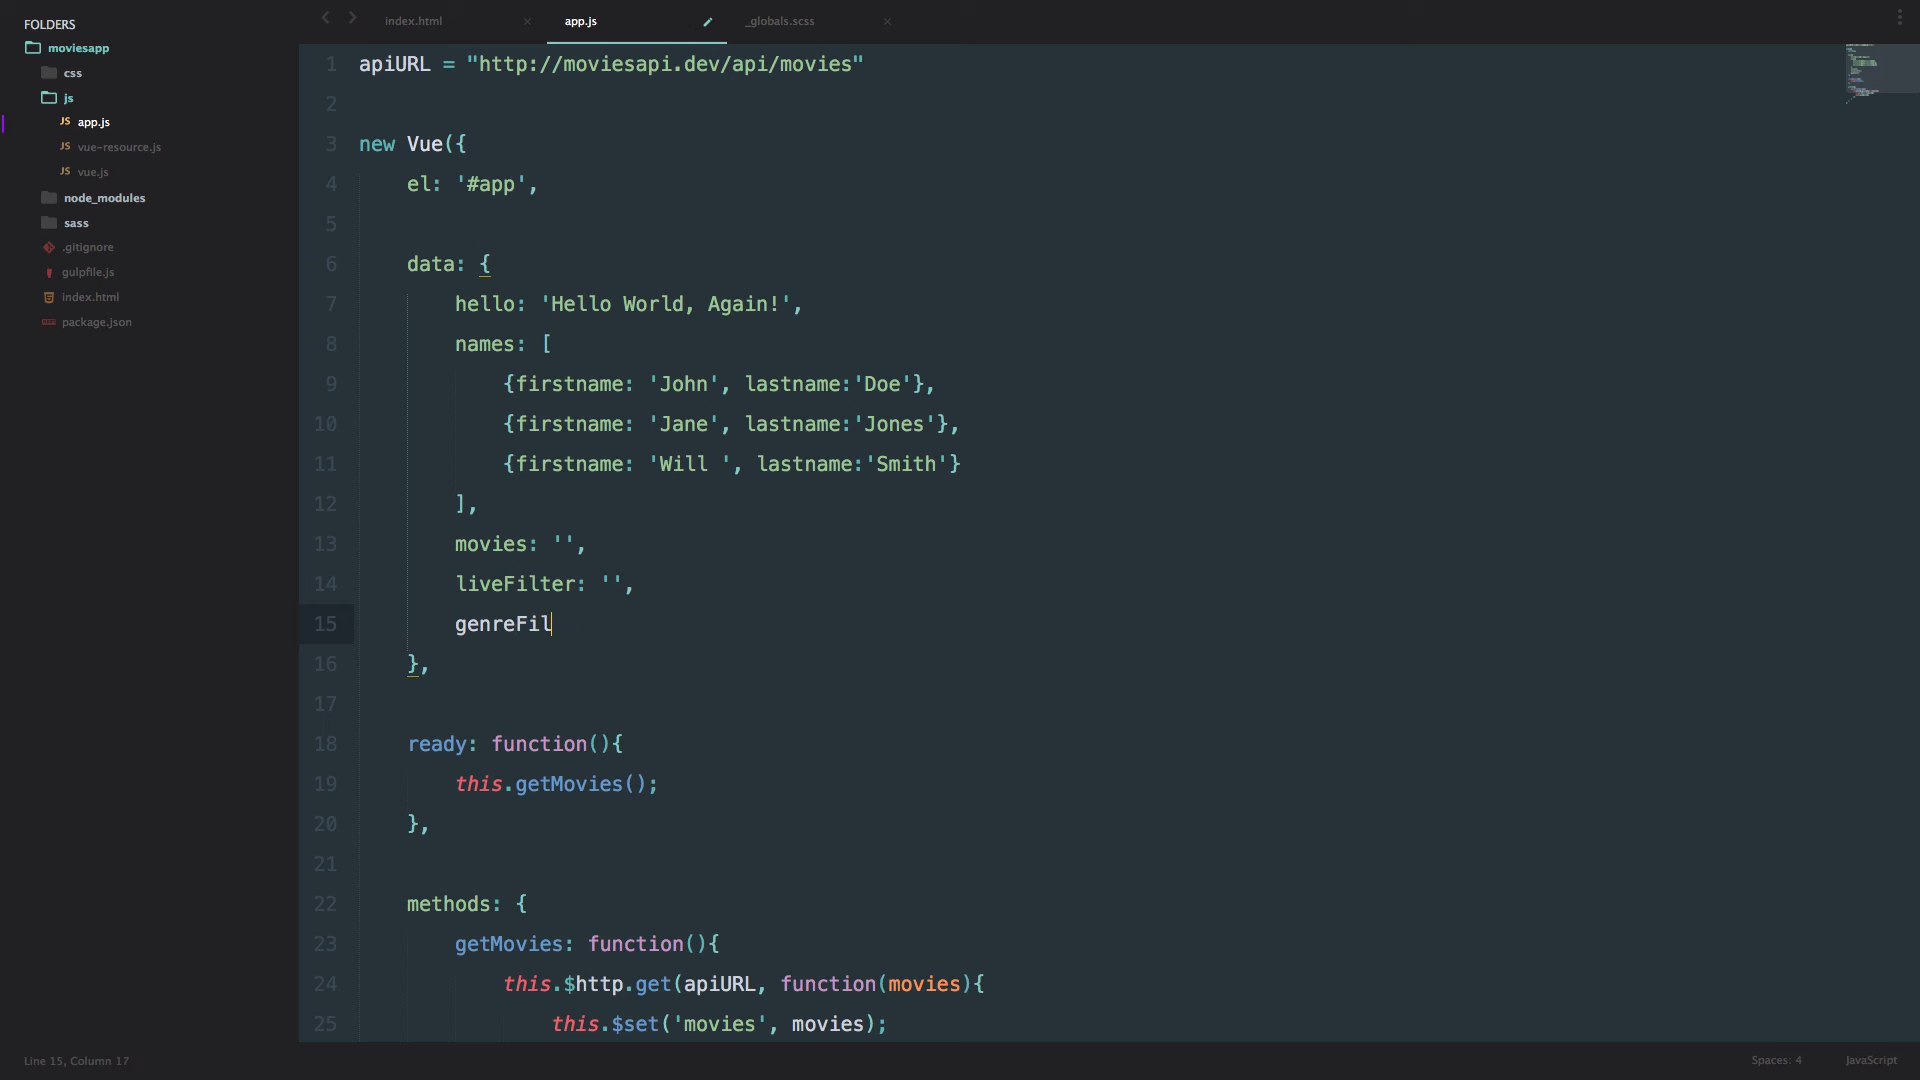 FOLDERS
moviesapp
css
js
JS app.js
JS vue-resource.js
JS vue.js
node_modules
sass
.gitignore
gulpfile.js
index.html
package.json
index.html
app.js
_globals.scss
1 apiURL = "http://moviesapi.dev/api/movies"
2
3 new Vue({
4 el: '#app',
5
6 data: {
7 hello: 'Hello World, Again!',
8 names: [
9 {firstname: 'John', lastname:'Doe'},
10 {firstname: 'Jane', lastname:'Jones'},
11 {firstname: 'Will ', lastname:'Smith'}
12 ],
13 movies: '',
14 liveFilter: '',
15 genreFil
16 },
17
18 ready: function(){
19 this.getMovies();
20 },
21
22 methods: {
23 getMovies: function(){
24 this.$http.get(apiURL, function(movies){
25 this.$set('movies', movies);
Line 15, Column 17
Spaces: 4
JavaScript